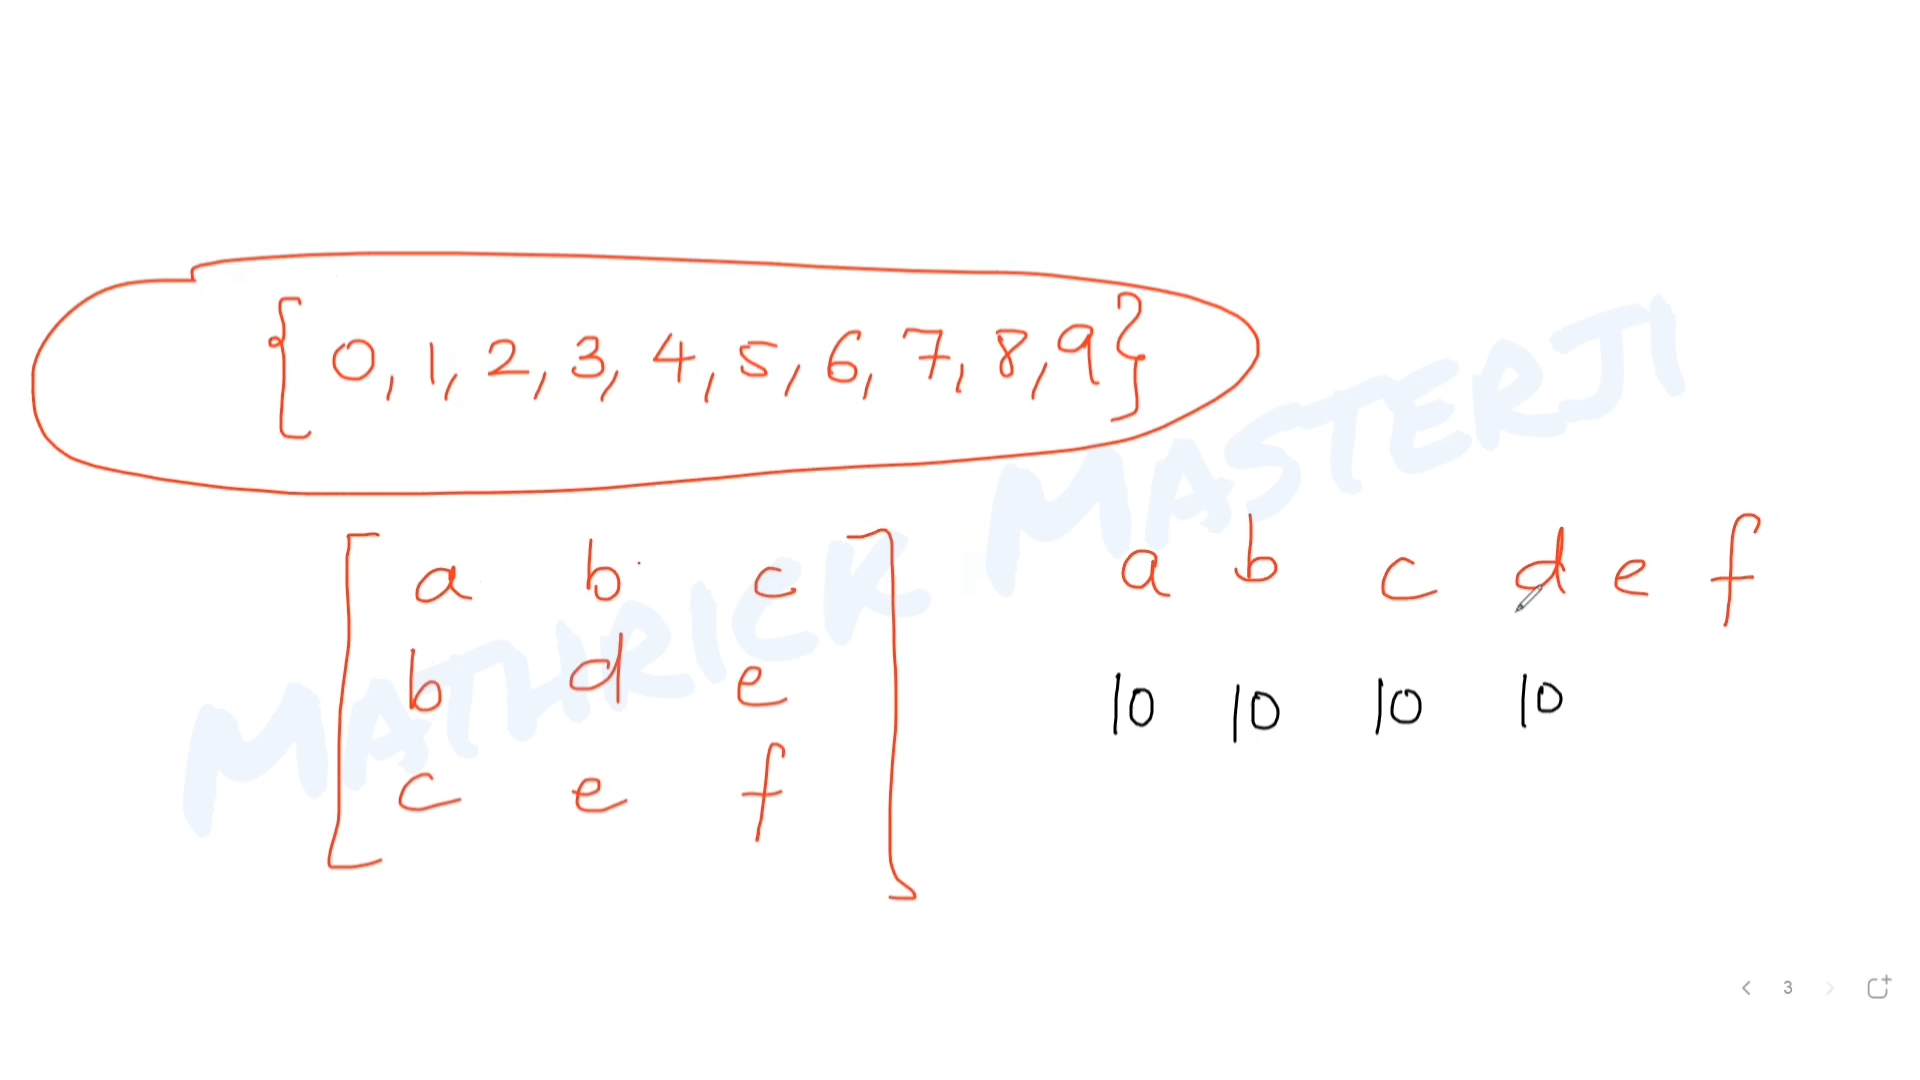 { 0, 1, 2, 3, 4, 5, 6, 7, 8, 9 }
a b c
b d e
c e f
a b c d e f
10 10 10 10
MATHRICK MASTERJI
3